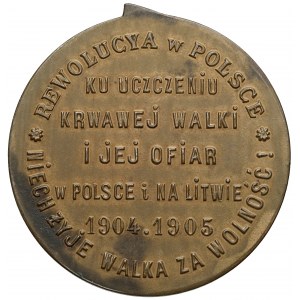 REWOLUCYA w POLSCE
KU UCZCZENIU
KRWAWEJ WALKI
I JEJ OFIAR
w POLSCE i NA LITWIE
1904.1905
* NIECH ŻYJE WALKA ZA WOLNOŚĆ ! *